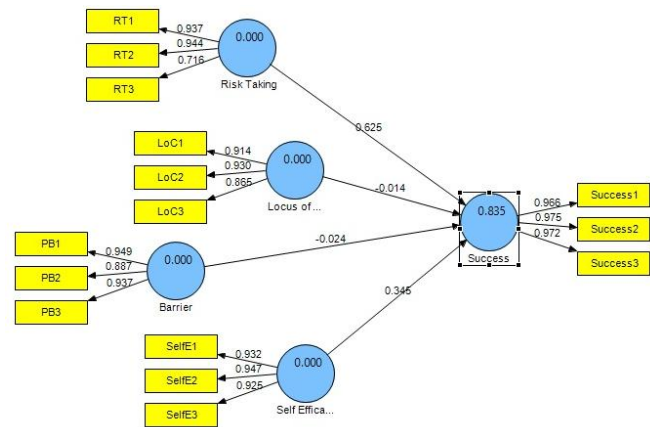 RT1
0.937
0.000
RT2
0.944
0.716
RT3
Risk Taking
0.625
LoC1
0.914
0.000
LoC2
0.930
0.865
LoC3
Locus of...
-0.014
0.835
Success
0.966
Success1
0.975
Success2
0.972
Success3
PB1
0.949
0.000
PB2
0.887
0.937
PB3
Barrier
-0.024
SelfE1
0.932
0.000
SelfE2
0.947
0.925
SelfE3
Self Effica...
0.345